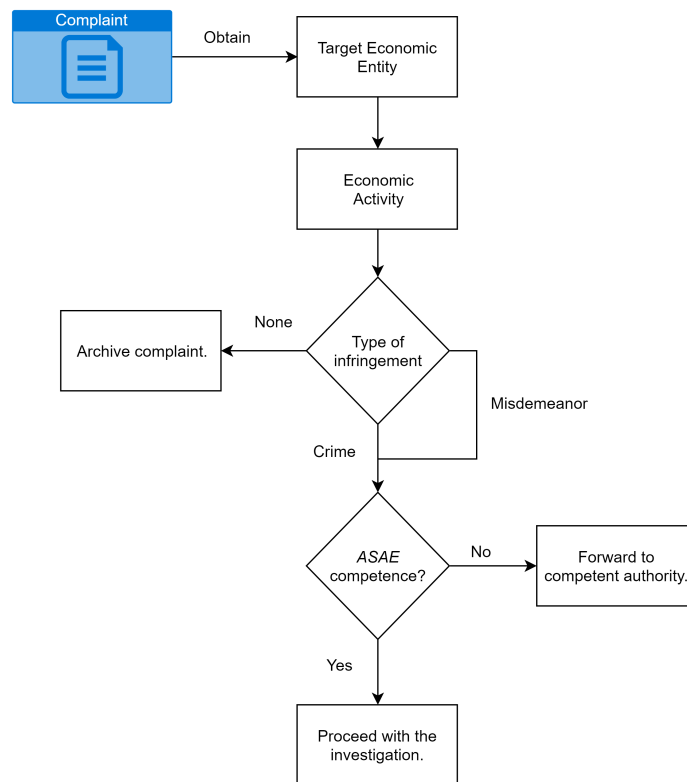 Complaint
Obtain
Target Economic
Entity
Economic
Activity
None
Type of
infringement
Archive complaint.
Misdemeanor
Crime
ASAE
competence?
No
Forward to
competent authority.
Yes
Proceed with the
investigation.